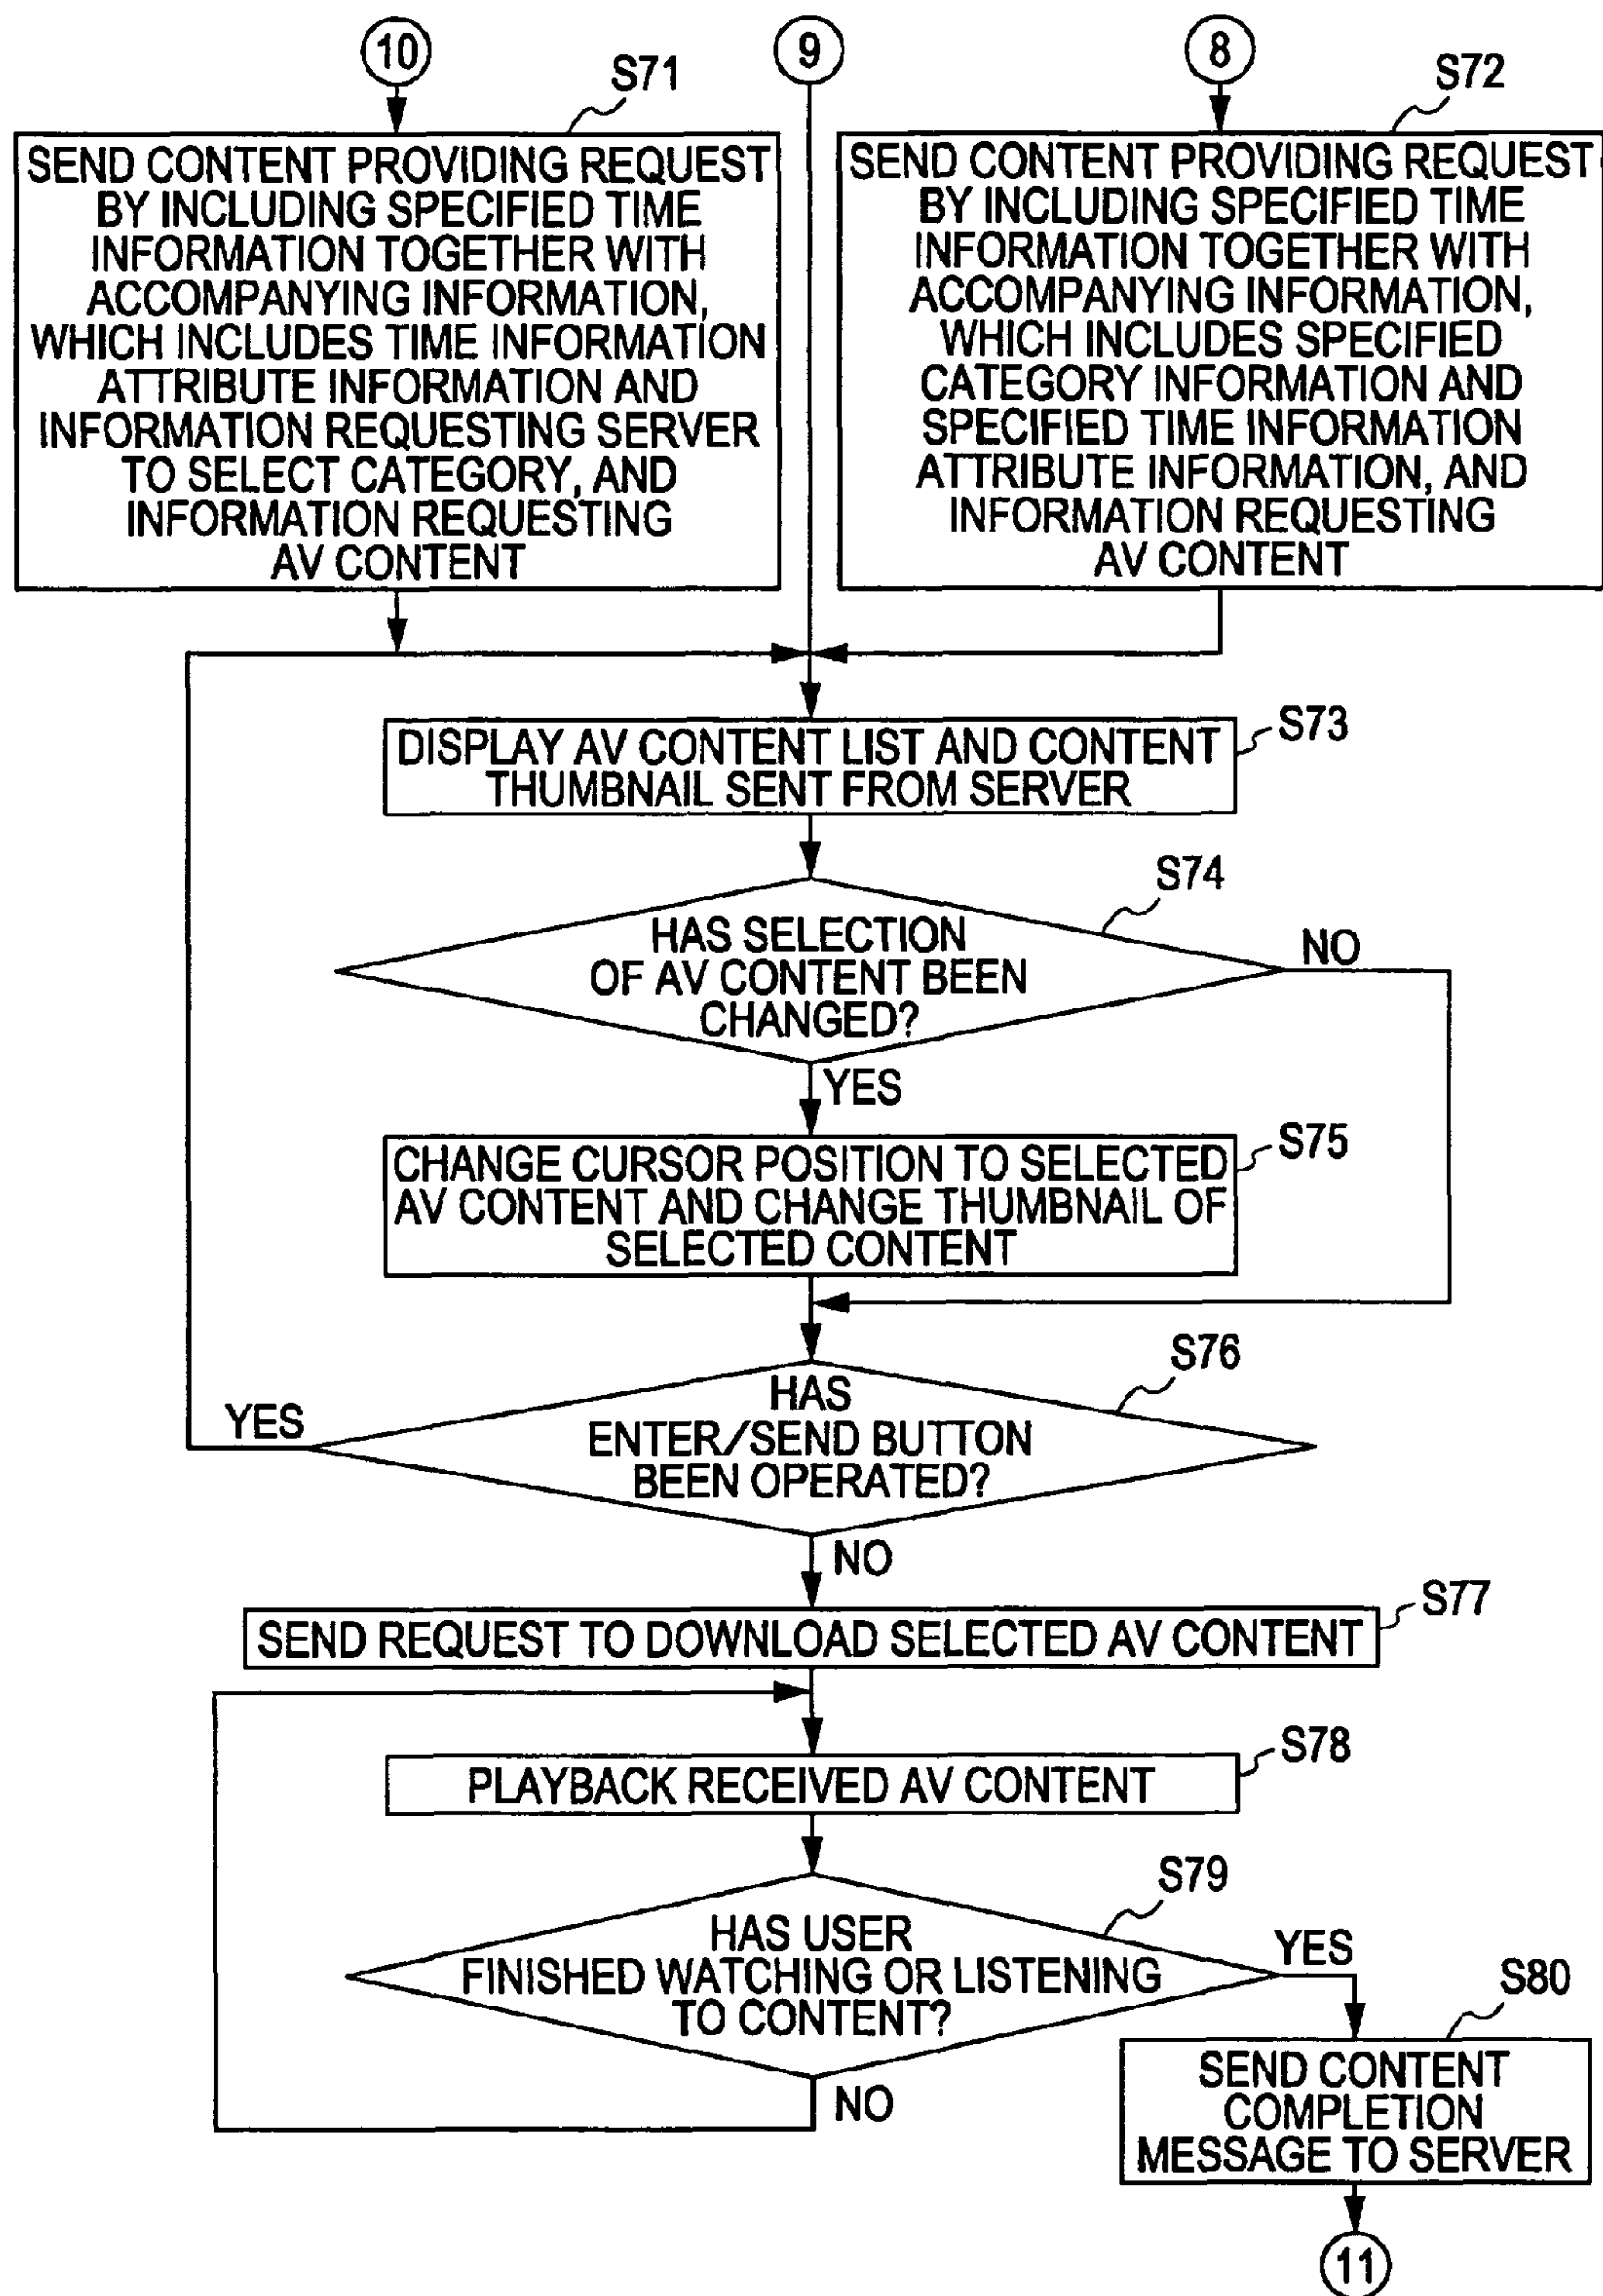 10
9
8
S71
S72
SEND CONTENT PROVIDING REQUEST
BY INCLUDING SPECIFIED TIME
INFORMATION TOGETHER WITH
ACCOMPANYING INFORMATION,
WHICH INCLUDES TIME INFORMATION
ATTRIBUTE INFORMATION AND
INFORMATION REQUESTING SERVER
TO SELECT CATEGORY, AND
INFORMATION REQUESTING
AV CONTENT
SEND CONTENT PROVIDING REQUEST
BY INCLUDING SPECIFIED TIME
INFORMATION TOGETHER WITH
ACCOMPANYING INFORMATION,
WHICH INCLUDES SPECIFIED
CATEGORY INFORMATION AND
SPECIFIED TIME INFORMATION
ATTRIBUTE INFORMATION, AND
INFORMATION REQUESTING
AV CONTENT
S73
DISPLAY AV CONTENT LIST AND CONTENT
THUMBNAIL SENT FROM SERVER
S74
HAS SELECTION
OF AV CONTENT BEEN
CHANGED?
NO
YES
S75
CHANGE CURSOR POSITION TO SELECTED
AV CONTENT AND CHANGE THUMBNAIL OF
SELECTED CONTENT
S76
HAS
ENTER/SEND BUTTON
BEEN OPERATED?
YES
NO
S77
SEND REQUEST TO DOWNLOAD SELECTED AV CONTENT
S78
PLAYBACK RECEIVED AV CONTENT
S79
HAS USER
FINISHED WATCHING OR LISTENING
TO CONTENT?
YES
NO
S80
SEND CONTENT
COMPLETION
MESSAGE TO SERVER
11